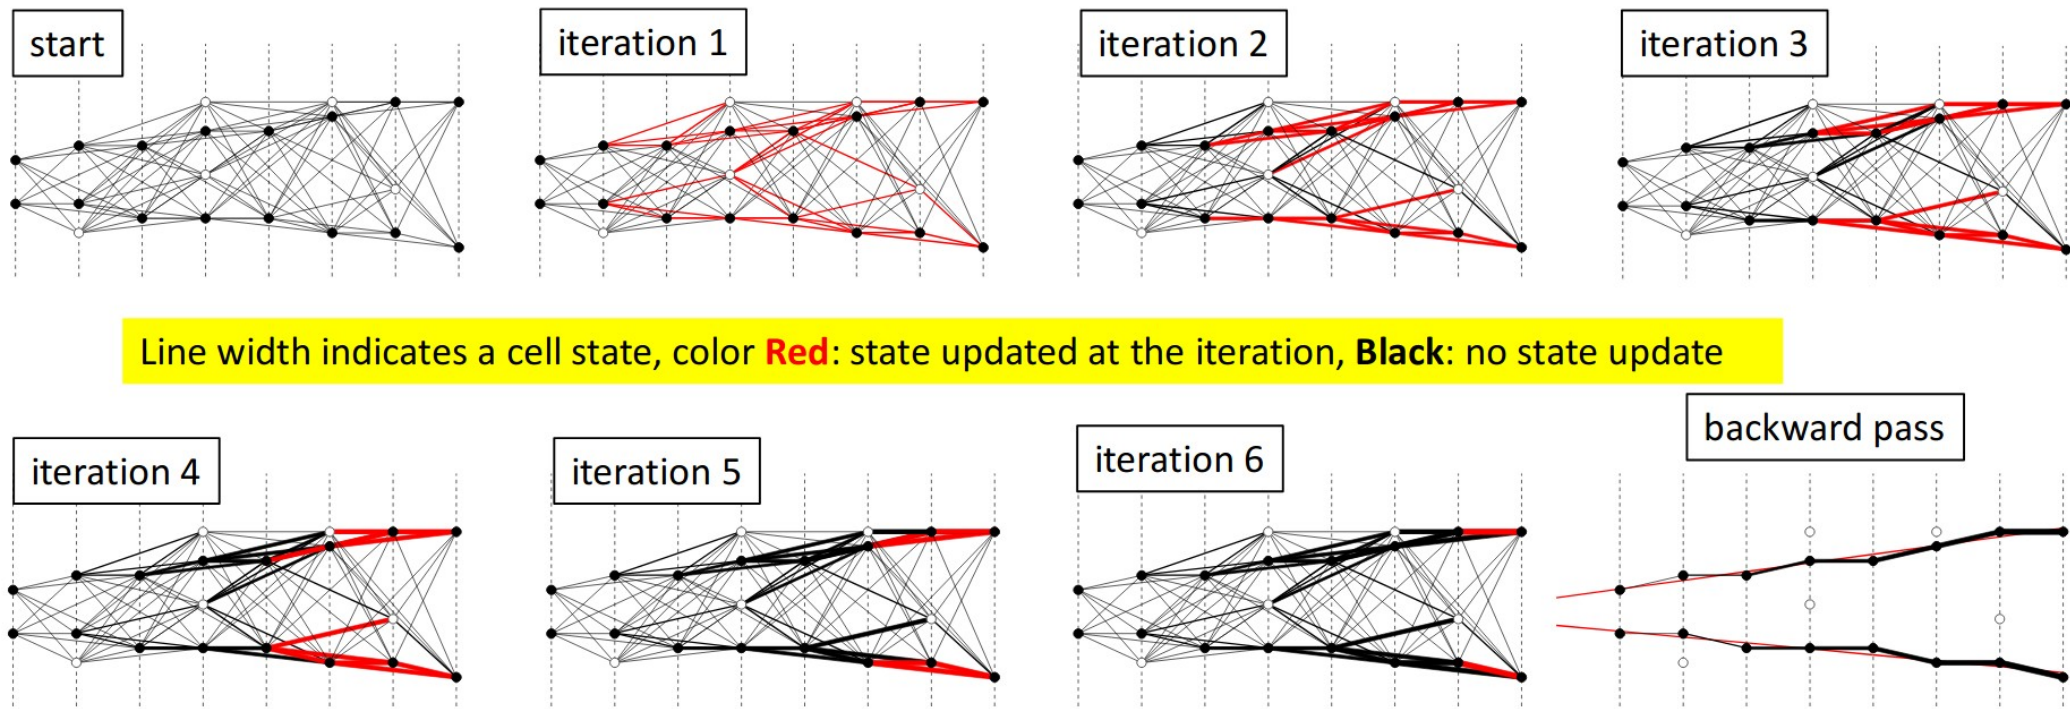 start
iteration 1
iteration 2
iteration 3
Line width indicates a cell state, color Red: state updated at the iteration, Black: no state update
iteration 4
iteration 5
iteration 6
backward pass